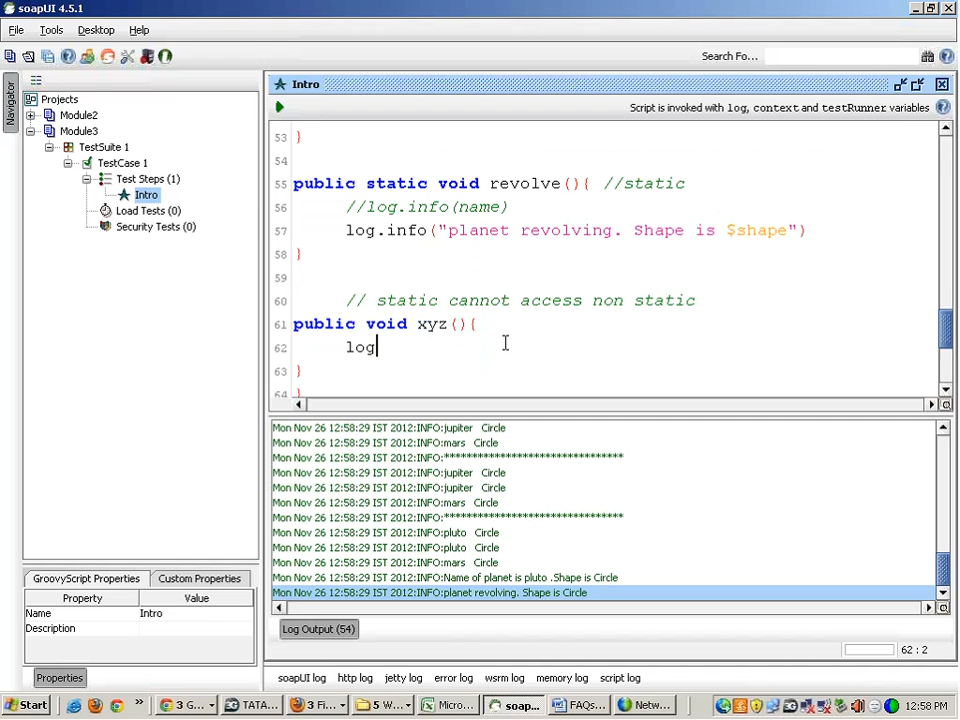 soapUI 4.5.1
File Tools Desktop Help
Search Fo...
Navigator
Projects
Module2
Module3
TestSuite 1
TestCase 1
Test Steps (1)
Intro
Load Tests (0)
Security Tests (0)
Intro
Script is invoked with log, context and testRunner variables
53 }
54
55 public static void revolve(){ //static
56 //log.info(name)
57 log.info("planet revolving. Shape is $shape")
58 }
59
60 // static cannot access non static
61 public void xyz(){
62 log
63 }
64 }
Mon Nov 26 12:58:29 IST 2012:INFO:jupiter Circle
Mon Nov 26 12:58:29 IST 2012:INFO:mars Circle
Mon Nov 26 12:58:29 IST 2012:INFO:********************************
Mon Nov 26 12:58:29 IST 2012:INFO:jupiter Circle
Mon Nov 26 12:58:29 IST 2012:INFO:jupiter Circle
Mon Nov 26 12:58:29 IST 2012:INFO:mars Circle
Mon Nov 26 12:58:29 IST 2012:INFO:********************************
Mon Nov 26 12:58:29 IST 2012:INFO:pluto Circle
Mon Nov 26 12:58:29 IST 2012:INFO:pluto Circle
Mon Nov 26 12:58:29 IST 2012:INFO:mars Circle
Mon Nov 26 12:58:29 IST 2012:INFO:Name of planet is pluto .Shape is Circle
Mon Nov 26 12:58:29 IST 2012:INFO:planet revolving. Shape is Circle
Log Output (54)
62 : 2
GroovyScript Properties Custom Properties
Property Value
Name Intro
Description
Properties
soapUI log http log jetty log error log wsrm log memory log script log
Start 3 G... TATA... 3 Fi... 5 W... Micro... soap... FAQs... Netw... 12:58 PM